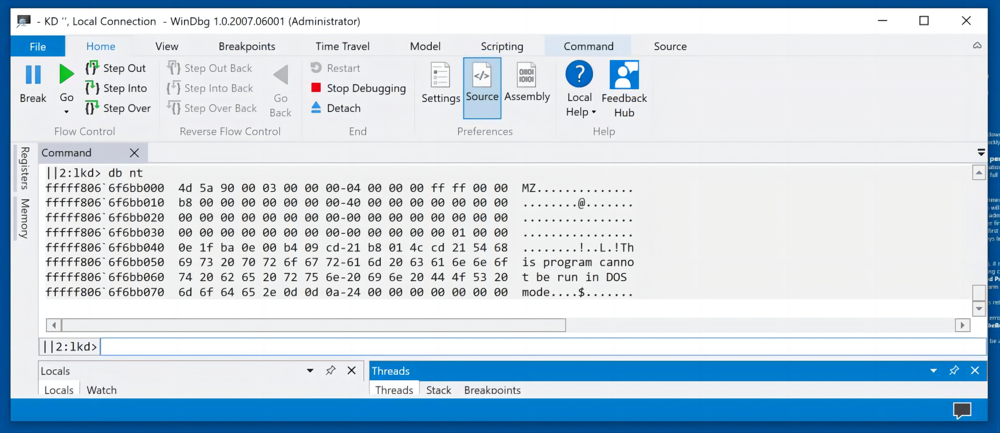 - KD '', Local Connection - WinDbg 1.0.2007.06001 (Administrator)
File Home View Breakpoints Time Travel Model Scripting Command Source
Break
Go
Step Out
Step Into
Step Over
Flow Control
Step Out Back
Step Into Back
Step Over Back
Go
Back
Reverse Flow Control
Restart
Stop Debugging
Detach
End
Settings
Source
Assembly
Preferences
Local
Help
Feedback
Hub
Help
Registers
Memory
Command
||2:lkd> db nt
fffff806`6f6bb000  4d 5a 90 00 03 00 00 00-04 00 00 00 ff ff 00 00  MZ..............
fffff806`6f6bb010  b8 00 00 00 00 00 00 00-40 00 00 00 00 00 00 00  ........@.......
fffff806`6f6bb020  00 00 00 00 00 00 00 00-00 00 00 00 00 00 00 00  ................
fffff806`6f6bb030  00 00 00 00 00 00 00 00-00 00 00 00 00 01 00 00  ................
fffff806`6f6bb040  0e 1f ba 0e 00 b4 09 cd-21 b8 01 4c cd 21 54 68  ........!..L.!Th
fffff806`6f6bb050  69 73 20 70 72 6f 67 72-61 6d 20 63 61 6e 6e 6f  is program canno
fffff806`6f6bb060  74 20 62 65 20 72 75 6e-20 69 6e 20 44 4f 53 20  t be run in DOS
fffff806`6f6bb070  6d 6f 64 65 2e 0d 0d 0a-24 00 00 00 00 00 00 00  mode....$.......
||2:lkd>
Locals
Locals Watch
Threads
Threads Stack Breakpoints